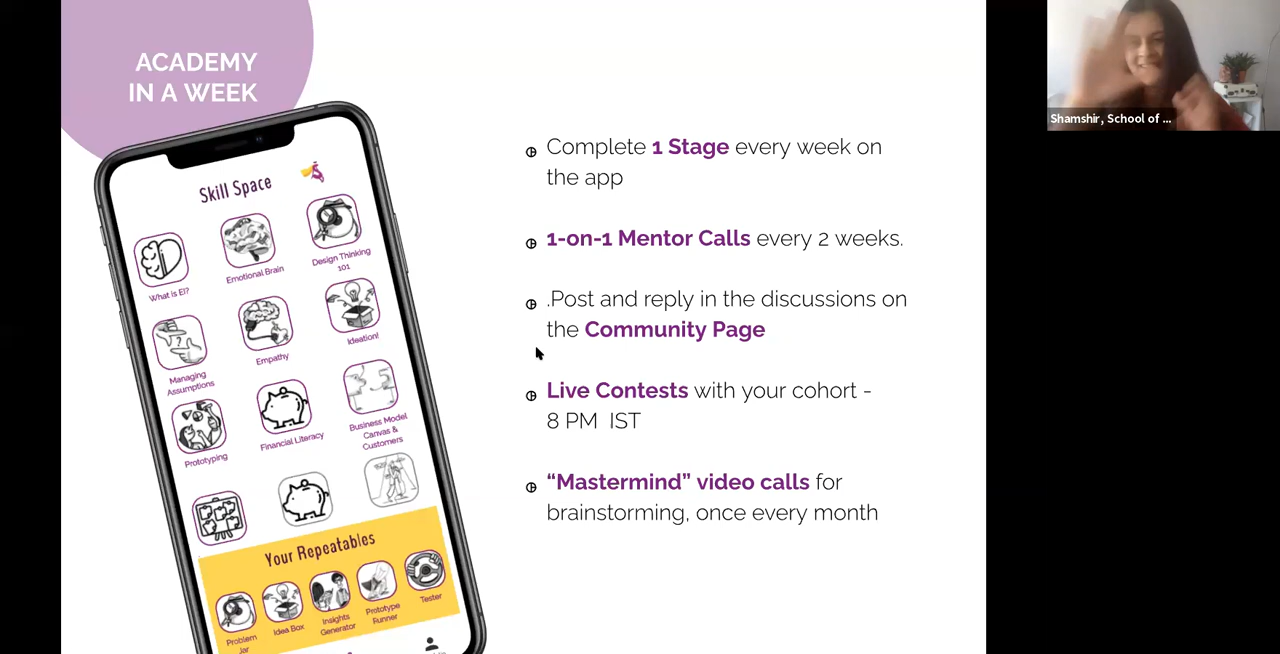 ACADEMY
IN A WEEK
Skill Space
What is EI?
Emotional Brain
Design Thinking
101
Managing
Assumptions
Empathy
Ideation!
Prototyping
Financial Literacy
Business Model
Canvas &
Customers
Your Repeatables
Problem
Jar
Idea Box
Insights
Generator
Prototype
Runner
Tester
Complete 1 Stage every week on
the app
1-on-1 Mentor Calls every 2 weeks.
.Post and reply in the discussions on
the Community Page
Live Contests with your cohort -
8 PM IST
“Mastermind” video calls for
brainstorming, once every month
Shamshir, School of ...